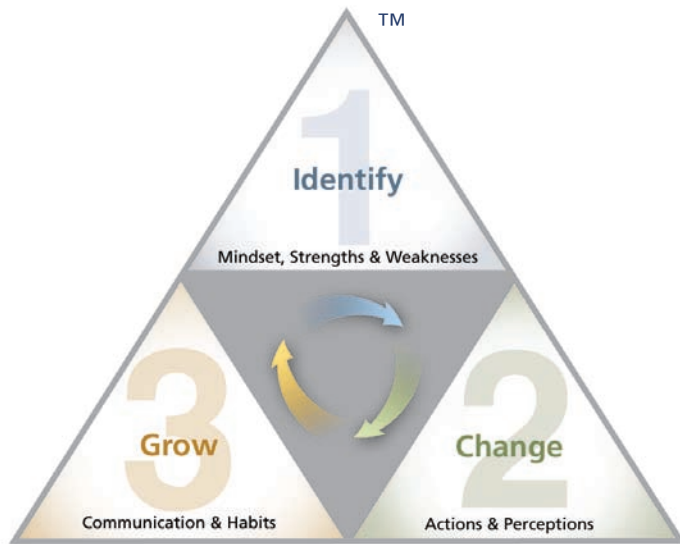 TM
1
Identify
Mindset, Strengths & Weaknesses
3
Grow
Communication & Habits
2
Change
Actions & Perceptions